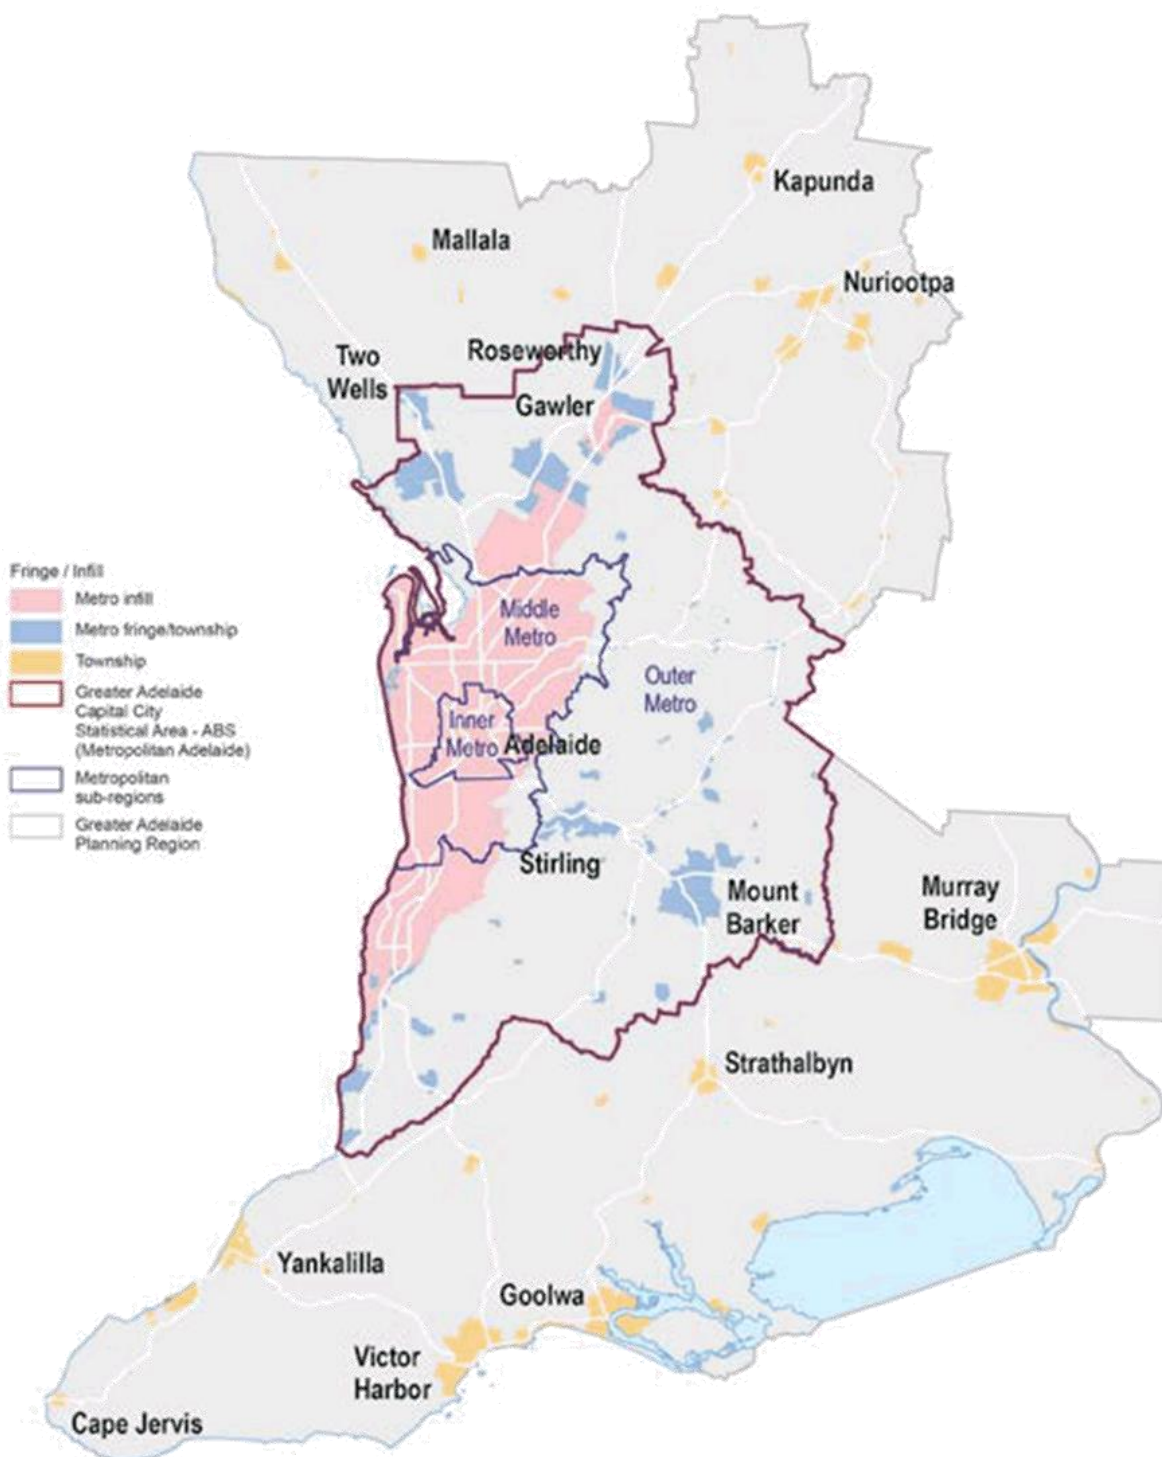 Kapunda
Mallala
Nuriootpa
Two
Wells
Roseworthy
Gawler
Fringe / Infill
Metro infill
Metro fringe/township
Township
Greater Adelaide
Capital City
Statistical Area - ABS
(Metropolitan Adelaide)
Metropolitan
sub-regions
Greater Adelaide
Planning Region
Middle
Metro
Outer
Metro
Inner
Metro
Adelaide
Stirling
Mount
Barker
Murray
Bridge
Strathalbyn
Yankalilla
Goolwa
Victor
Harbor
Cape Jervis